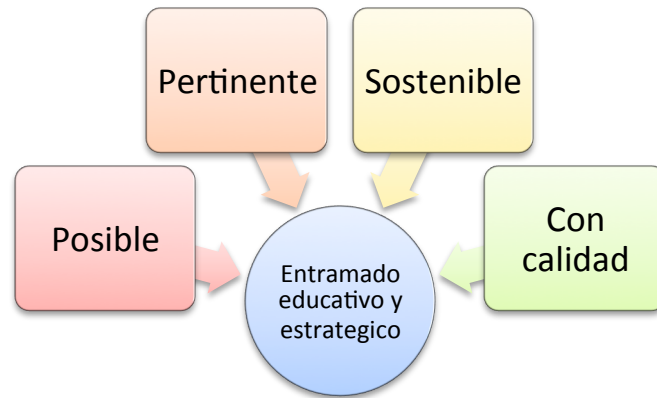 Pertinente
Sostenible
Posible
Con
calidad
Entramado
educativo y
estrategico